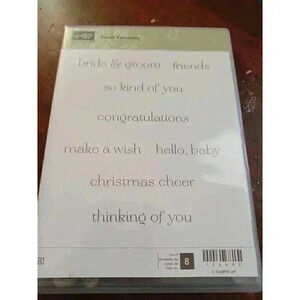 bride & groom friends
so kind of you
congratulations
make a wish hello, baby
christmas cheer
thinking of you
8